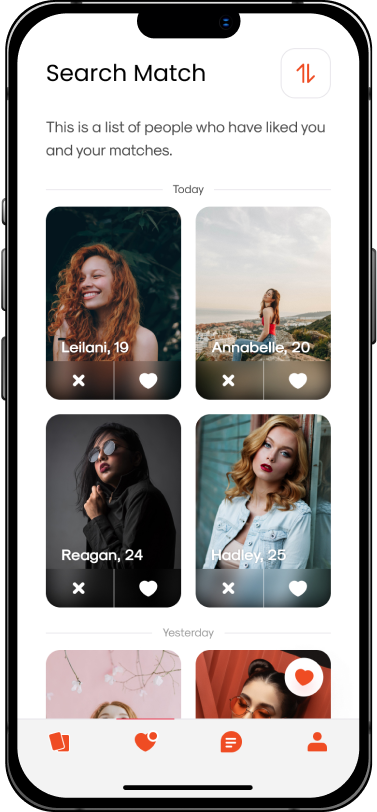 Search Match
This is a list of people who have liked you
and your matches.
Today
Leilani, 19
Annabelle, 20
Reagan, 24
Hadley, 25
Yesterday